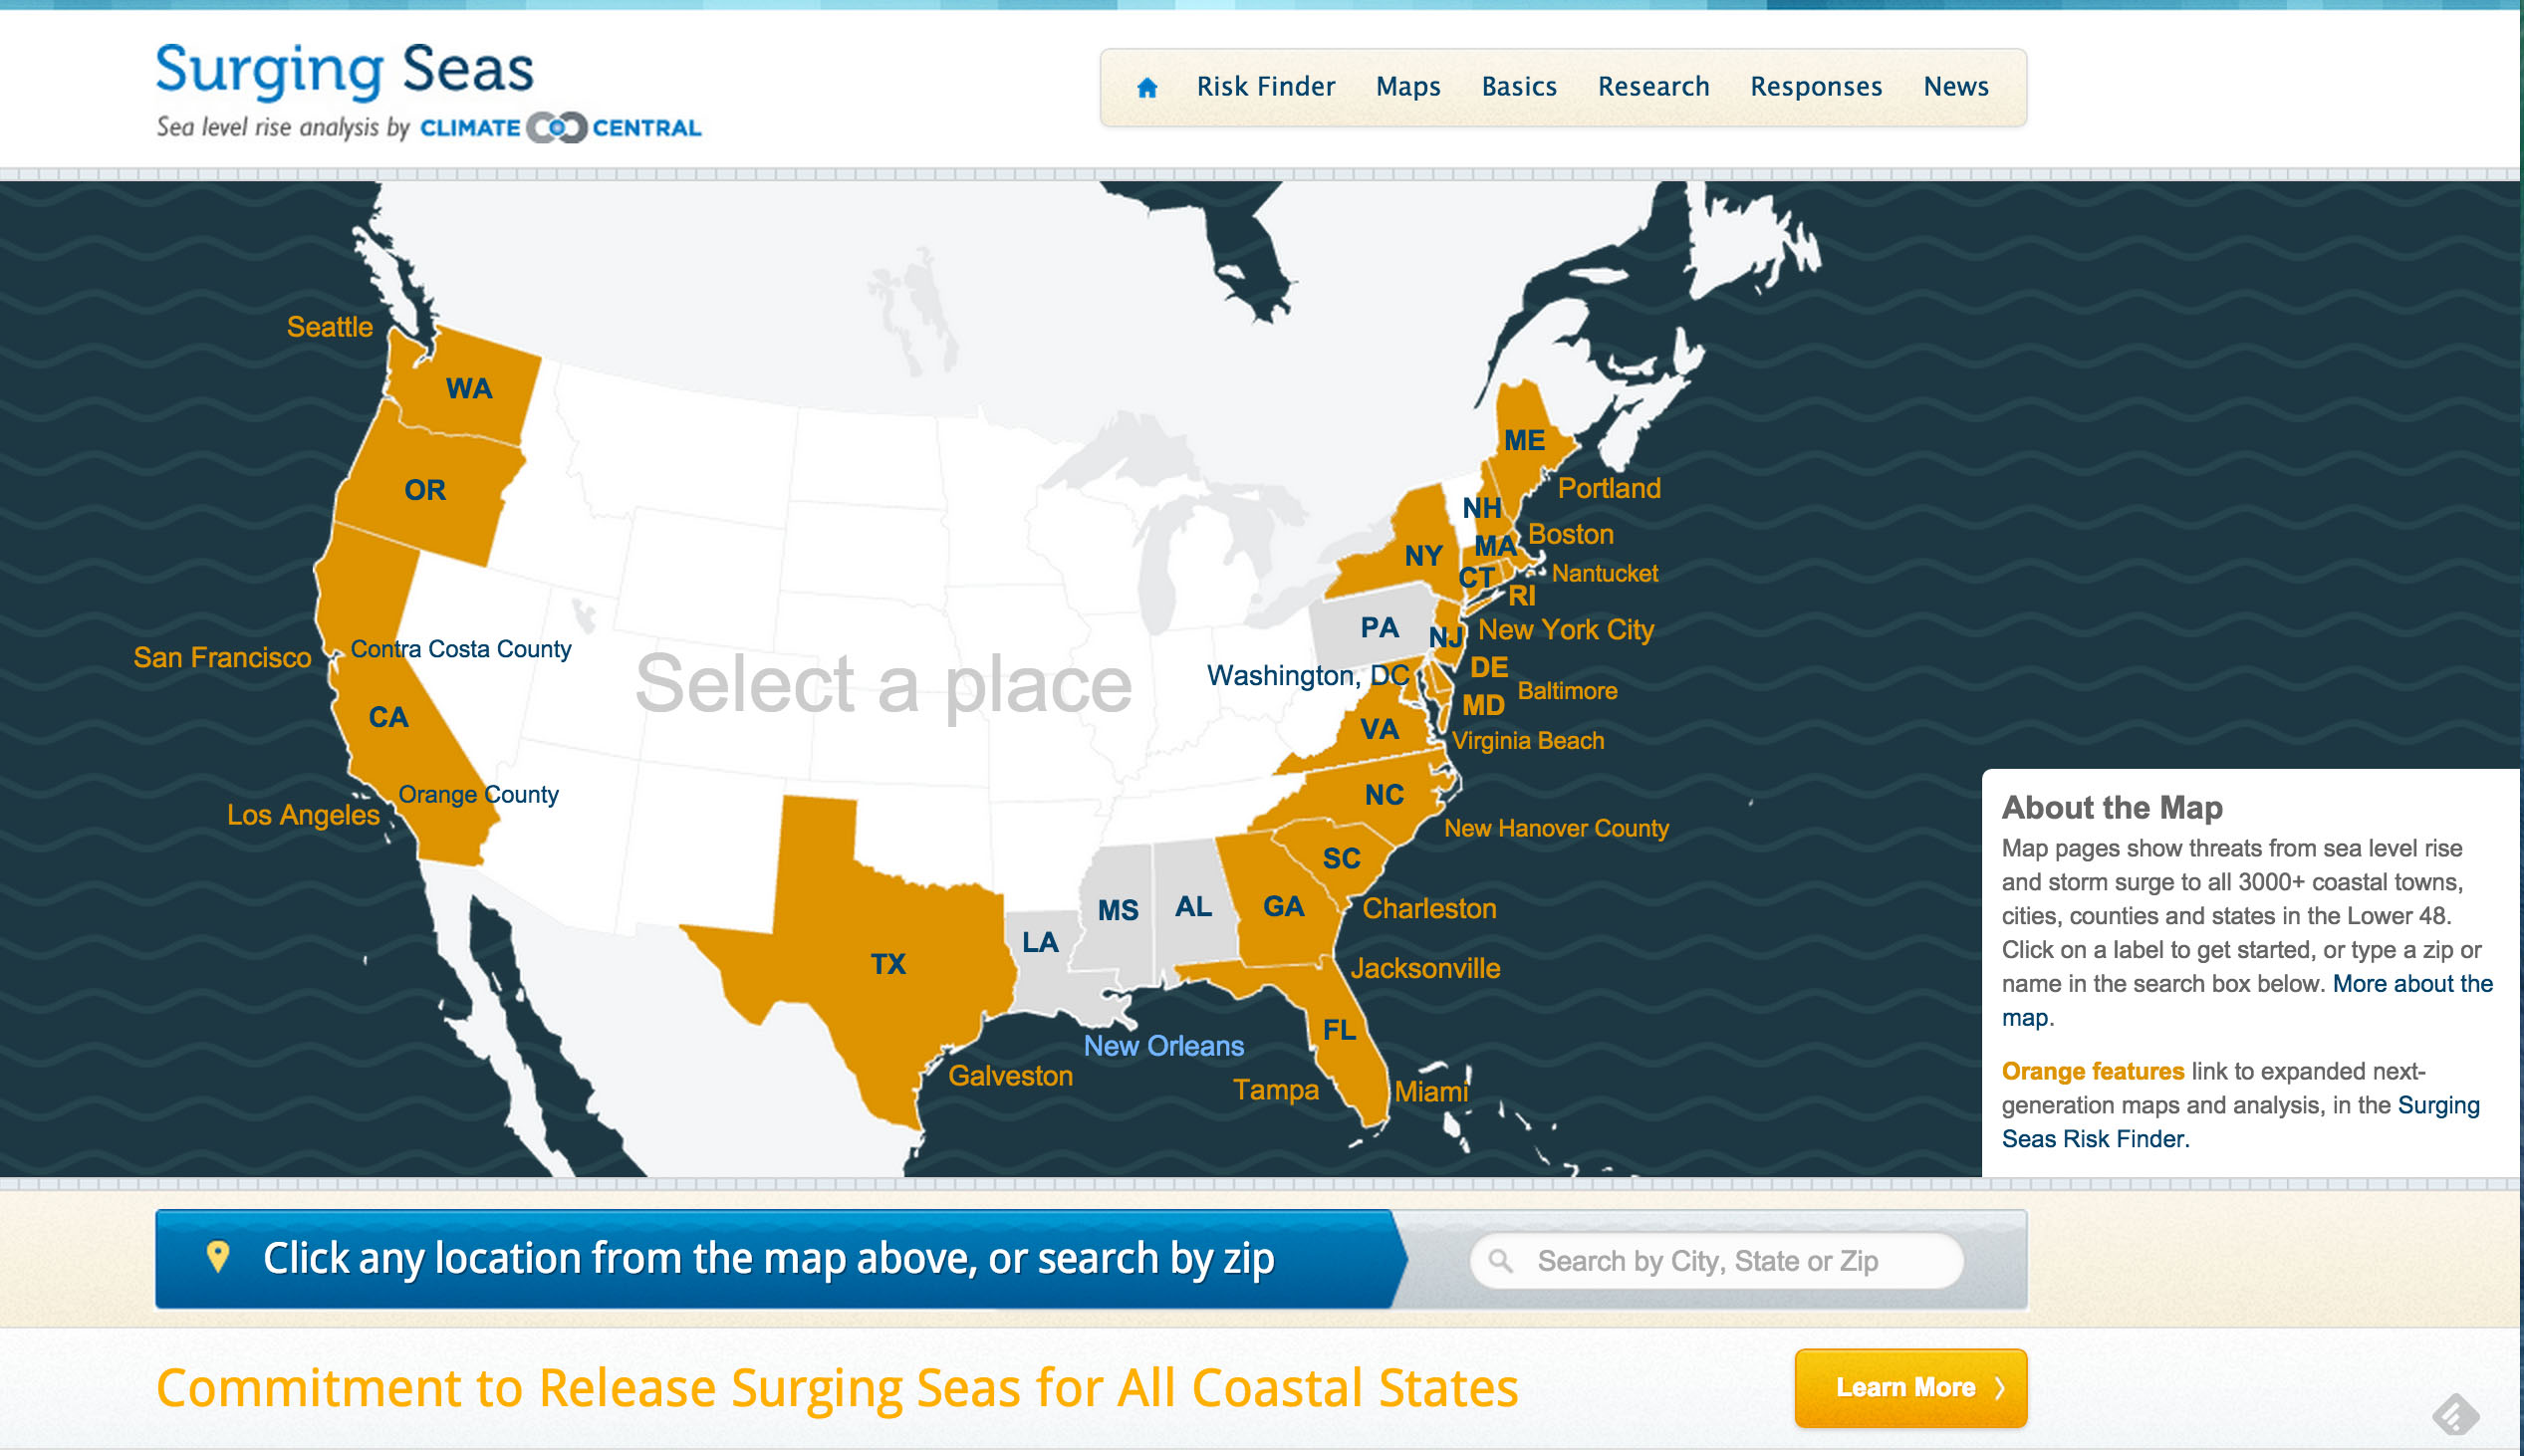 Surging Seas
Sea level rise analysis by CLIMATE CENTRAL
Risk Finder Maps Basics Research Responses News
Seattle
WA
OR
San Francisco
Contra Costa County
CA
Orange County
Los Angeles
Select a place
ME
Portland
NH
Boston
MA
NY
Nantucket
CT
RI
PA
NJ
New York City
Washington, DC
DE
Baltimore
MD
VA
Virginia Beach
NC
New Hanover County
SC
MS
AL
GA
Charleston
LA
TX
Jacksonville
FL
New Orleans
Galveston
Tampa
Miami
About the Map
Map pages show threats from sea level rise
and storm surge to all 3000+ coastal towns,
cities, counties and states in the Lower 48.
Click on a label to get started, or type a zip or
name in the search box below. More about the
map.
Orange features link to expanded next-
generation maps and analysis, in the Surging
Seas Risk Finder.
Click any location from the map above, or search by zip
Search by City, State or Zip
Commitment to Release Surging Seas for All Coastal States
Learn More